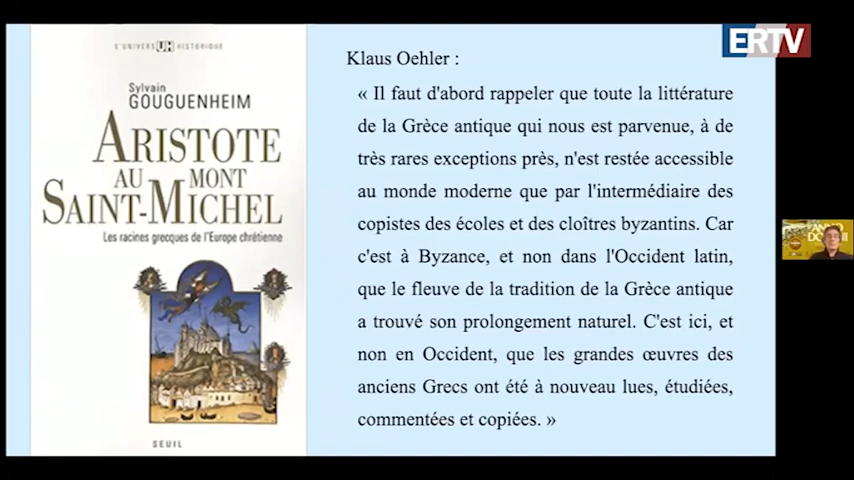 L'UNIVERS UH HISTORIQUE
Sylvain
GOUGUENHEIM
ARISTOTE
AU MONT
SAINT-MICHEL
Les racines grecques de l'Europe chrétienne
SEUIL
Klaus Oehler :
« Il faut d'abord rappeler que toute la littérature
de la Grèce antique qui nous est parvenue, à de
très rares exceptions près, n'est restée accessible
au monde moderne que par l'intermédiaire des
copistes des écoles et des cloîtres byzantins. Car
c'est à Byzance, et non dans l'Occident latin,
que le fleuve de la tradition de la Grèce antique
a trouvé son prolongement naturel. C'est ici, et
non en Occident, que les grandes œuvres des
anciens Grecs ont été à nouveau lues, étudiées,
commentées et copiées. »
ERTV